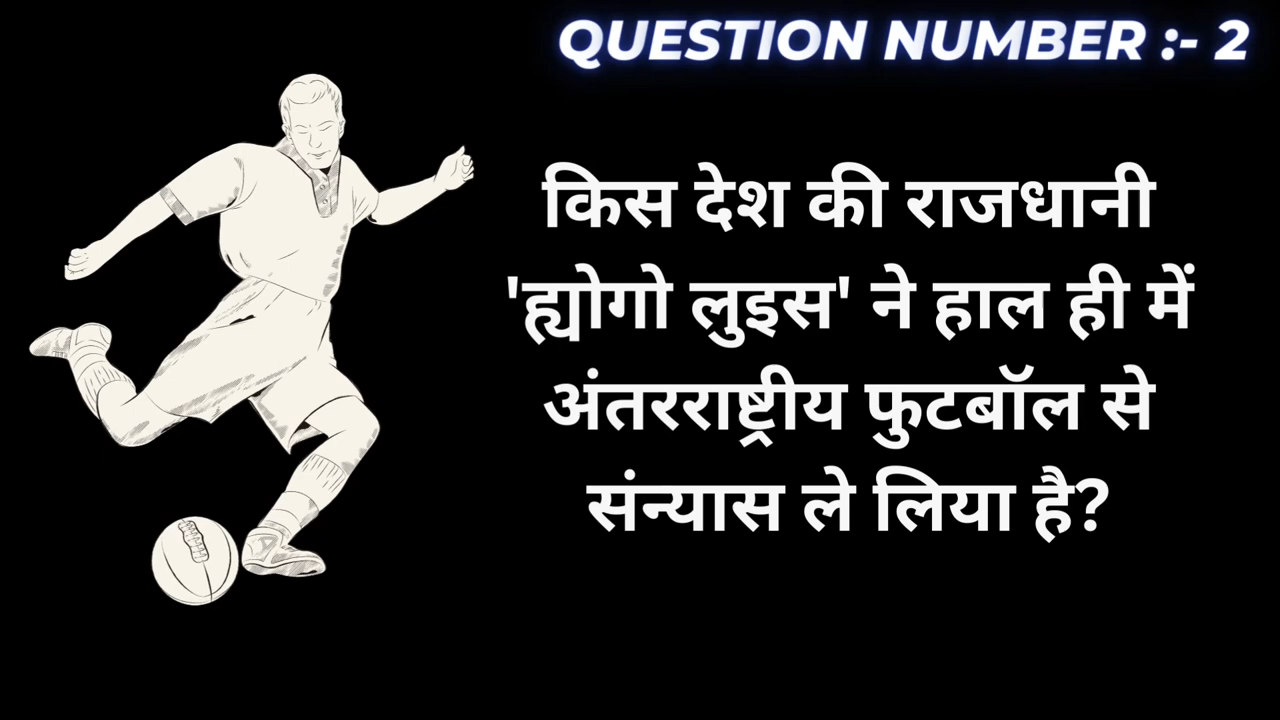 QUESTION NUMBER :- 2
किस देश की राजधानी
'ह्योगो लुइस' ने हाल ही में
अंतरराष्ट्रीय फुटबॉल से
संन्यास ले लिया है?